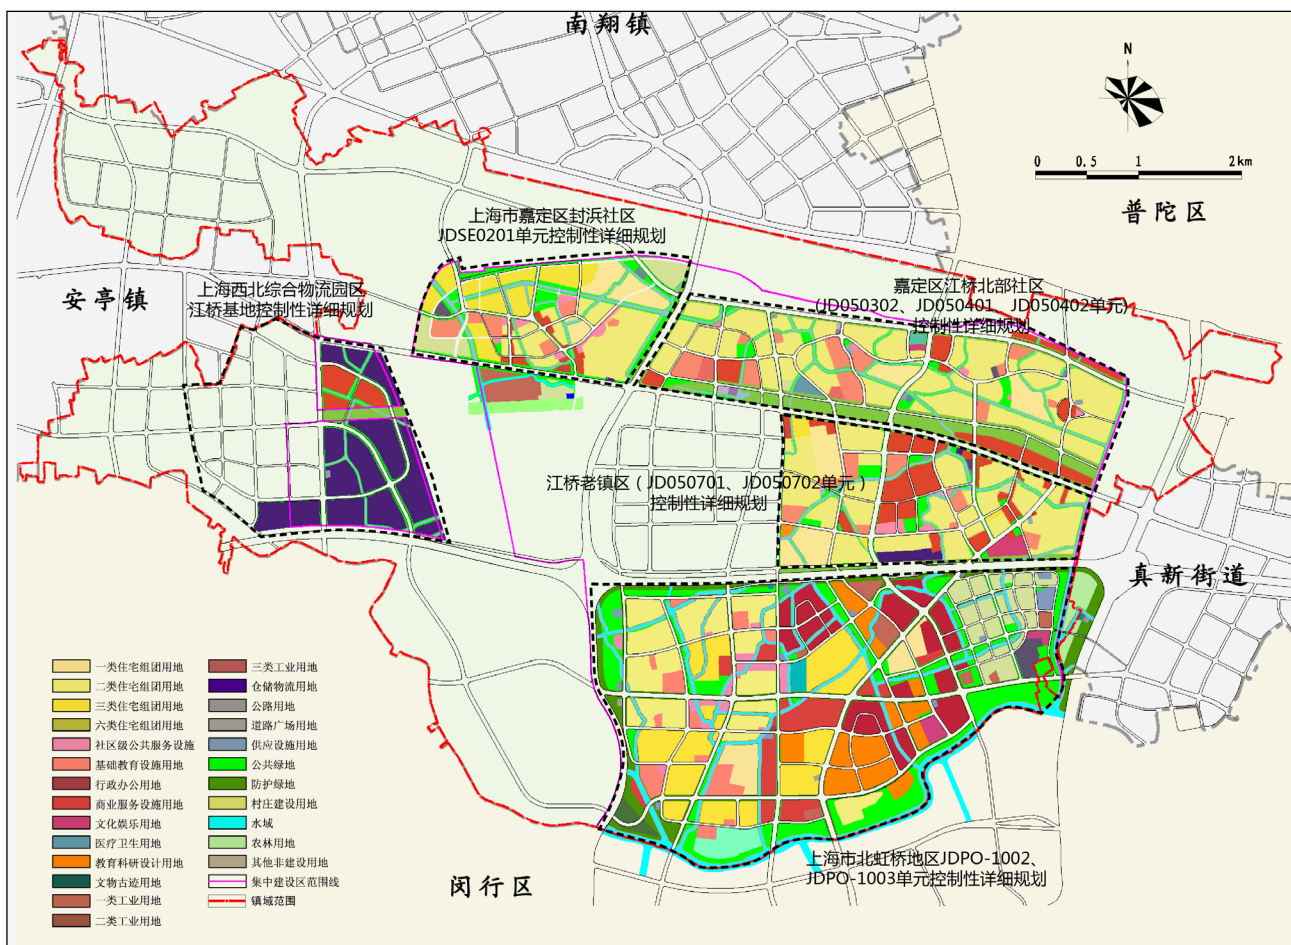 南翔镇
N
0 0.5 1 2km
普陀区
上海市嘉定区封浜社区
JDSE0201单元控制性详细规划
安亭镇
上海西北综合物流园区
江桥基地控制性详细规划
嘉定区江桥北部社区
(JD050302、JD050401、JD050402单元)
控制性详细规划
江桥老镇区（JD050701、JD050702单元）
控制性详细规划
真新街道
一类住宅组团用地
二类住宅组团用地
三类住宅组团用地
六类住宅组团用地
社区级公共服务设施
基础教育设施用地
行政办公用地
商业服务设施用地
文化娱乐用地
医疗卫生用地
教育科研设计用地
文物古迹用地
一类工业用地
二类工业用地
三类工业用地
仓储物流用地
公路用地
道路广场用地
供应设施用地
公共绿地
防护绿地
村庄建设用地
水域
农林用地
其他非建设用地
集中建设区范围线
镇域范围
闵行区
上海市北虹桥地区JDPO-1002、
JDPO-1003单元控制性详细规划